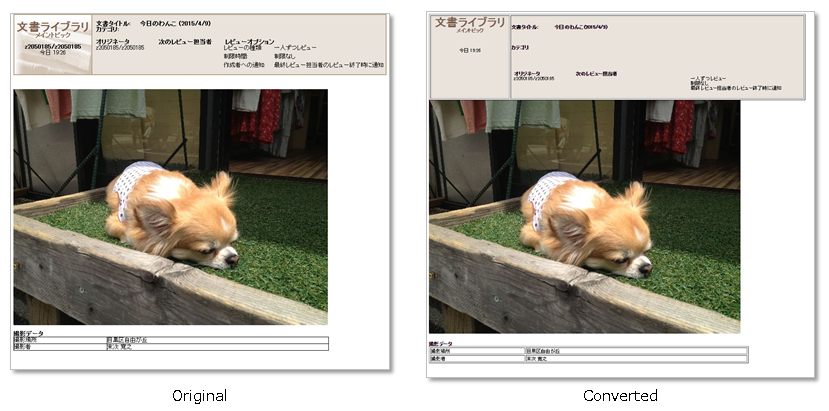 文書ライブラリ
メイントピック
z2050185/z2050185
今日 19:26
文書タイトル: 今日のわんこ (2015/4/9)
カテゴリ:
オリジネータ 次のレビュー担当者 レビューオプション
z2050185/z2050185 レビューの種類 一人ずつレビュー
制限時間 制限なし
作成者への通知 最終レビュー担当者のレビュー終了時に通知
撮影データ
撮影場所 目黒区自由が丘
撮影者 末次 寛之
Original
文書ライブラリ
メイントピック
今日 19:26
文書タイトル: 今日のわんこ (2015/4/9)
カテゴリ
オリジネータ 次のレビュー担当者
z2050185/z2050185
一人ずつレビュー
制限なし
最終レビュー担当者のレビュー終了時に通知
撮影データ
撮影場所 目黒区自由が丘
撮影者 末次 寛之
Converted